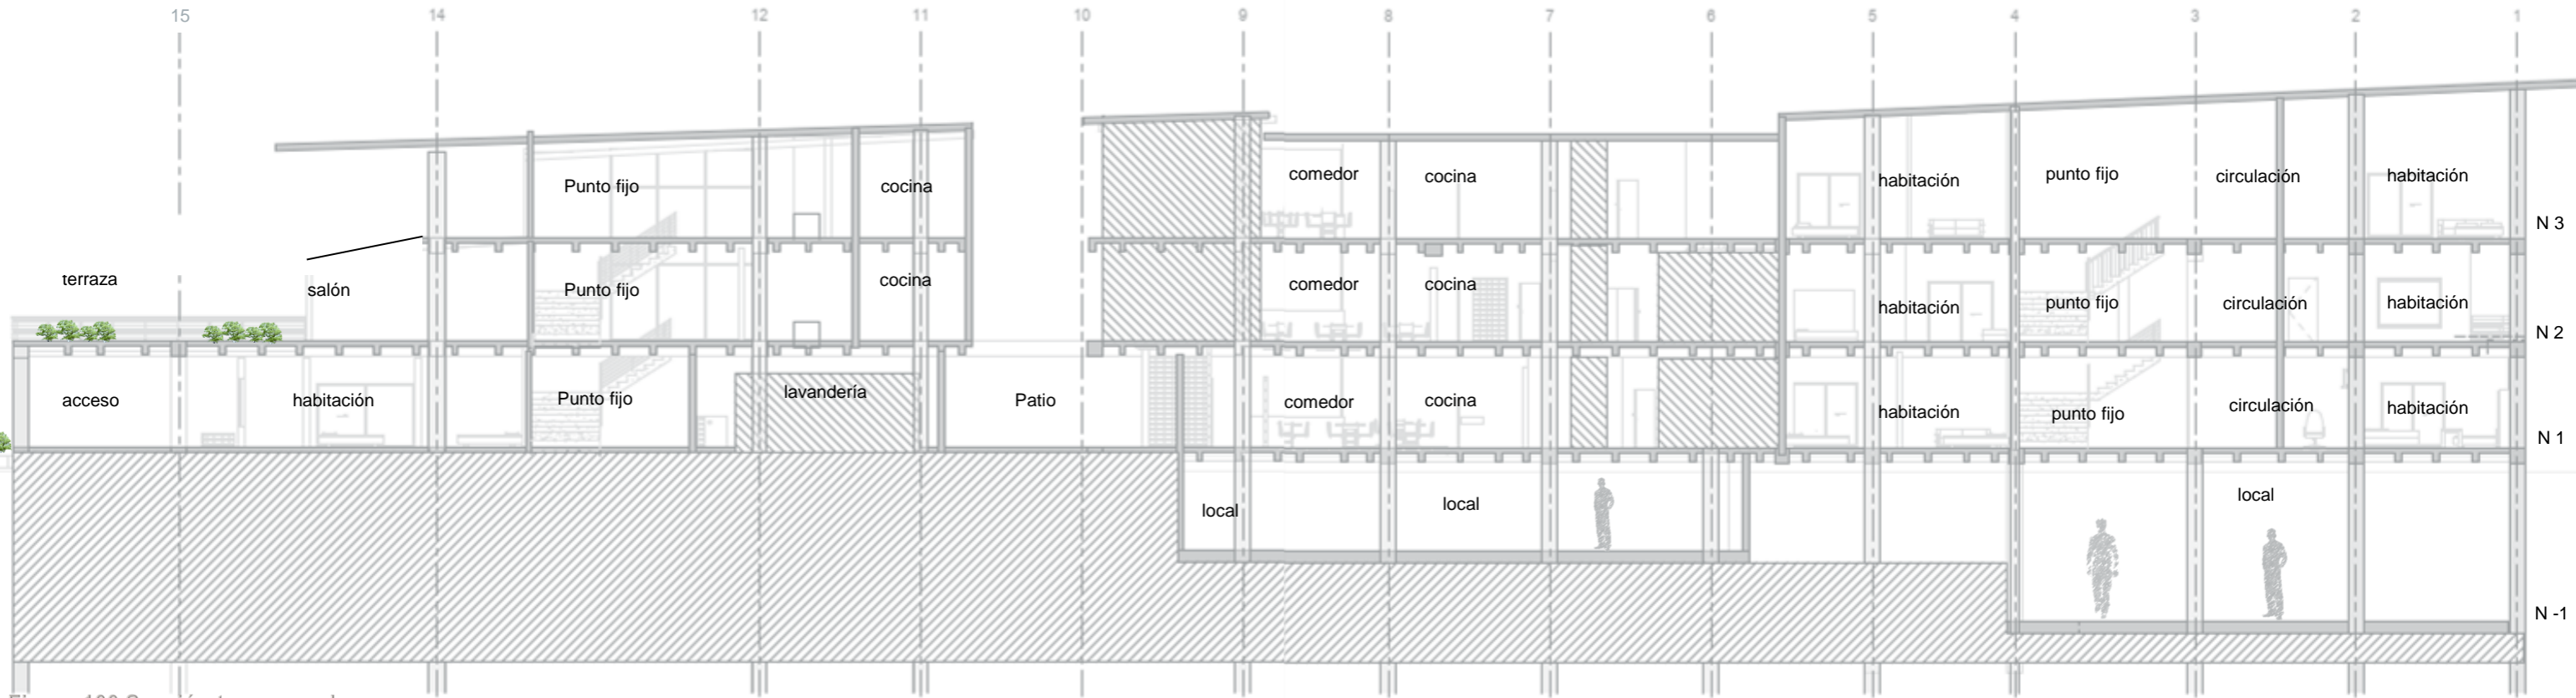 15 14 12 11 10 9 8 7 6 5 4 3 2 1
Punto fijo cocina comedor cocina habitación punto fijo circulación habitación
N 3
terraza salón Punto fijo cocina comedor cocina habitación punto fijo circulación habitación
N 2
acceso habitación Punto fijo lavandería Patio comedor cocina habitación punto fijo circulación habitación
N 1
local local local
N -1